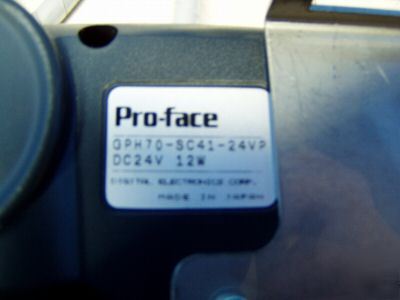 Pro-face
GPH70-SC41-24VP
DC24V 12W
DIGITAL ELECTRONICS CORP.
MADE IN JAPAN